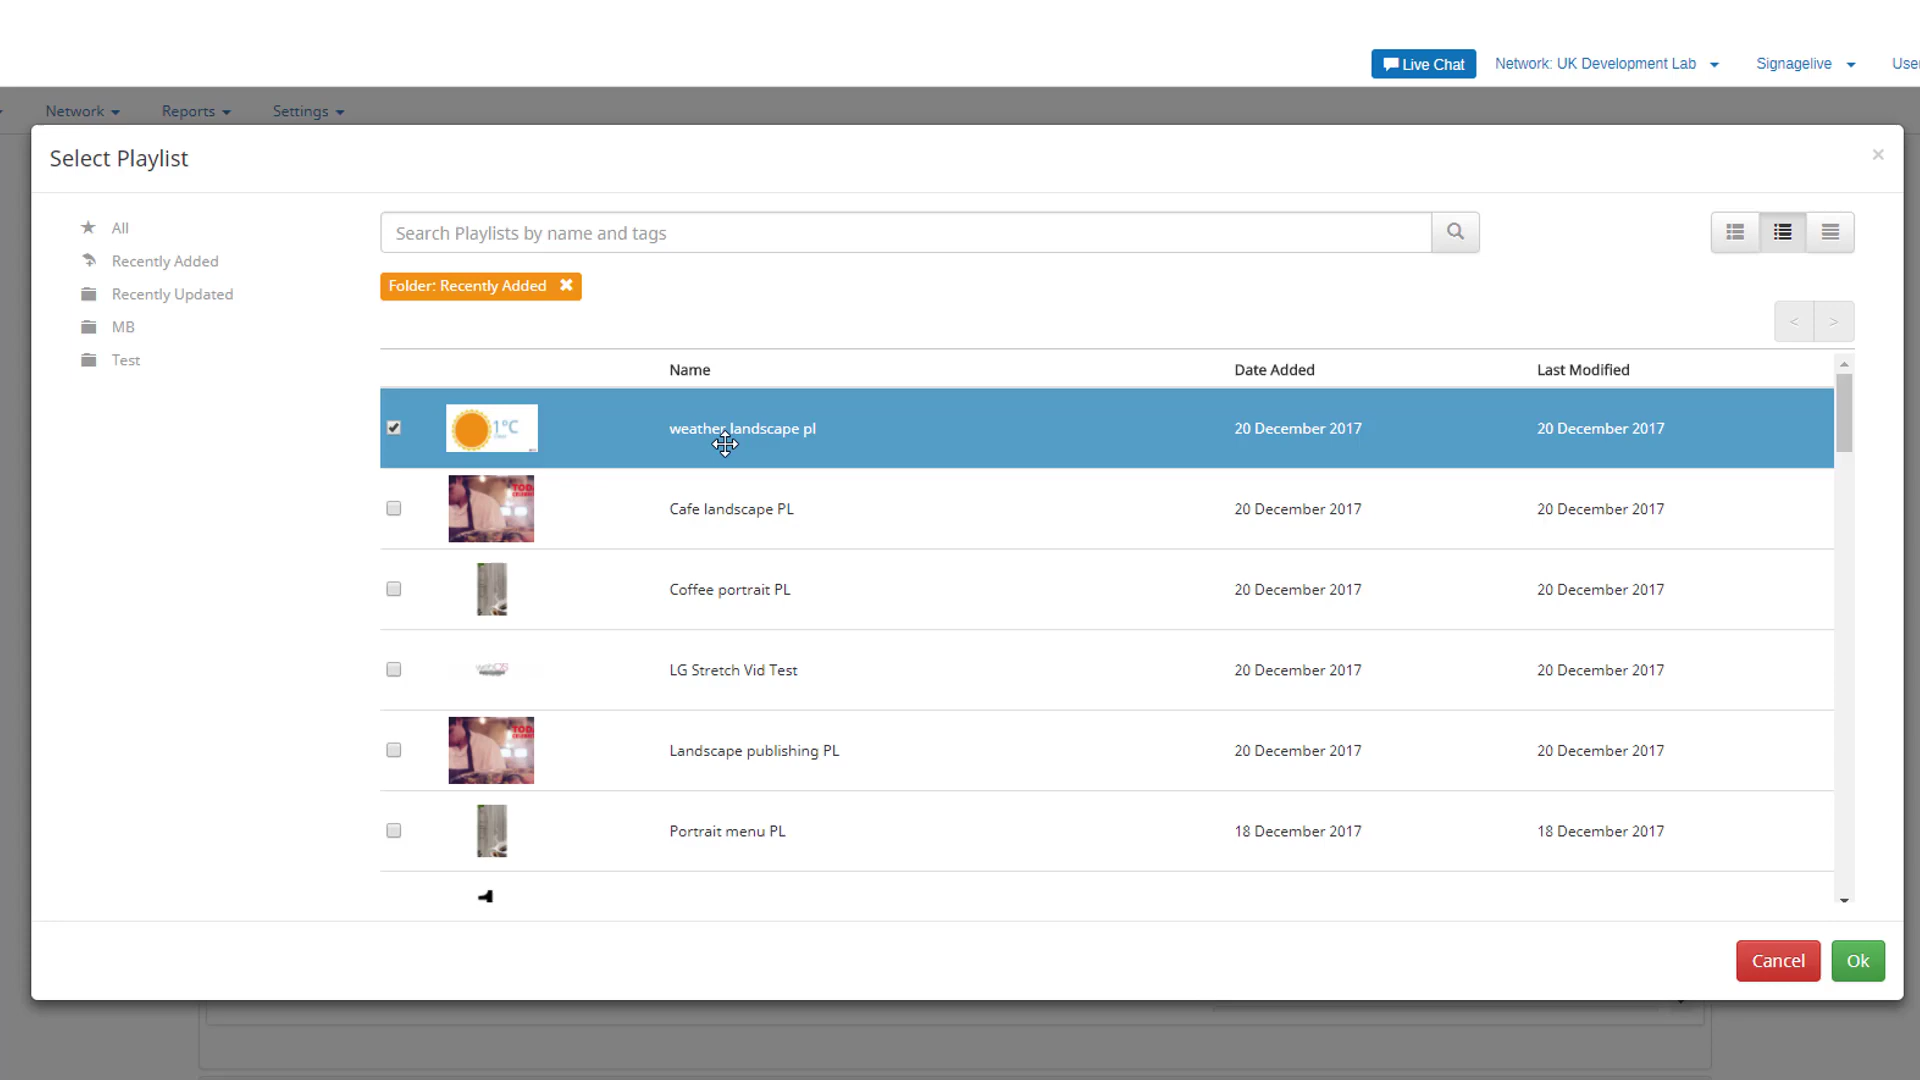 Live Chat Network: UK Development Lab Signagelive
Network Reports Settings
Select Playlist ×
All
Recently Added
Recently Updated
MB
Test
Search Playlists by name and tags
Folder: Recently Added ✖
< >
Name Date Added Last Modified
1°C
weather landscape pl 20 December 2017 20 December 2017
Cafe landscape PL 20 December 2017 20 December 2017
Coffee portrait PL 20 December 2017 20 December 2017
LG Stretch Vid Test 20 December 2017 20 December 2017
Landscape publishing PL 20 December 2017 20 December 2017
Portrait menu PL 18 December 2017 18 December 2017
Cancel Ok